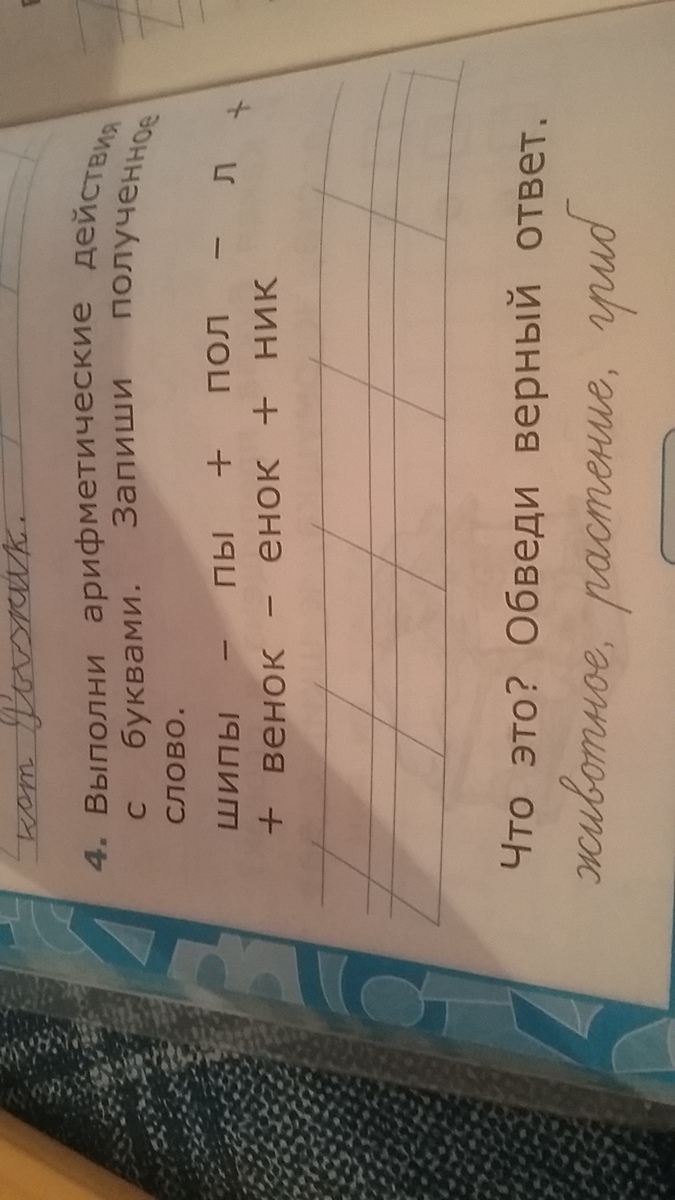 кот
4. Выполни арифметические действия
с буквами. Запиши полученное
слово.
шипы – пы + пол – л +
+ венок – енок + ник
Что это? Обведи верный ответ.
животное, растение, гриб